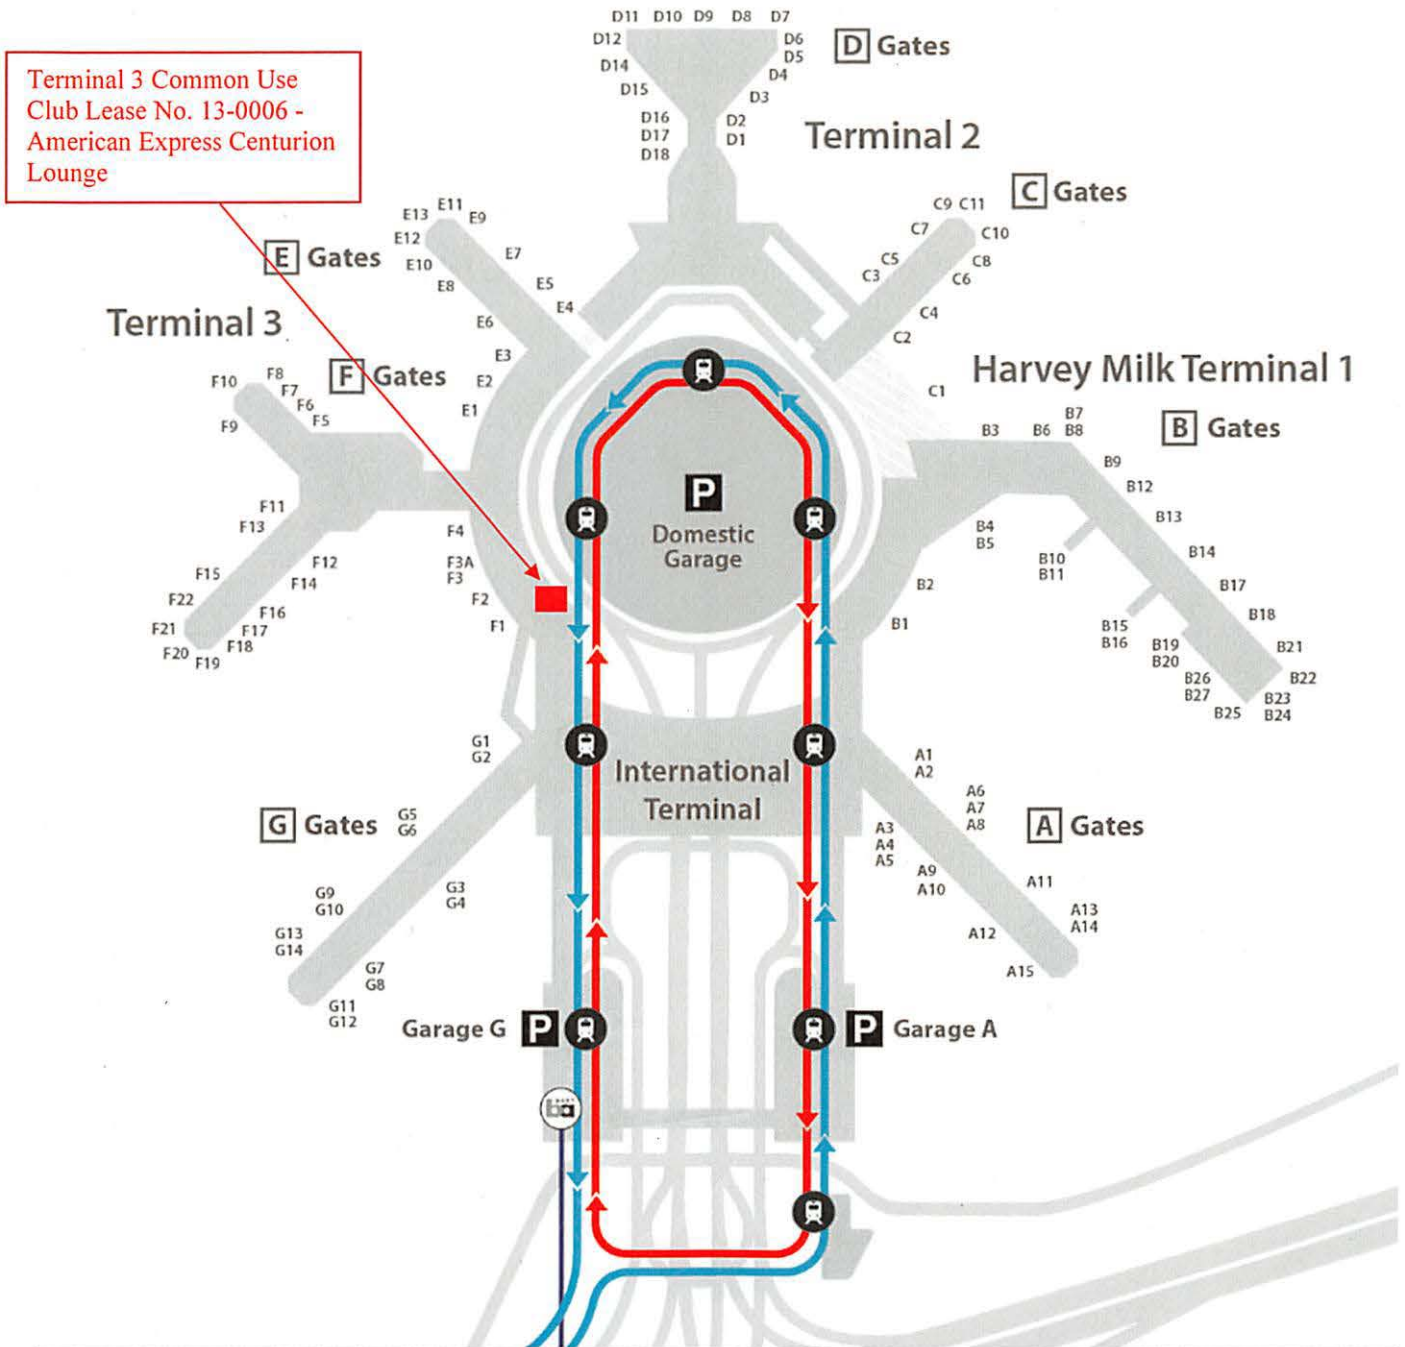 Terminal 3 Common Use
Club Lease No. 13-0006 -
American Express Centurion
Lounge
D11 D10 D9 D8 D7
D12
D14
D15
D16
D17
D18
D6
D5
D4
D3
D2
D1
D Gates
Terminal 2
C Gates
C9 C11
C7
C10
C5
C8
C3
C6
C4
C2
C1
E11
E13
E9
E12
E7
E10
E8
E5
E4
E6
E3
E2
E1
E Gates
Terminal 3
F Gates
F10
F8
F7
F6
F5
F9
F11
F13
F4
F3A
F3
F2
F1
F12
F14
F15
F16
F22
F17
F21
F18
F20
F19
Harvey Milk Terminal 1
B Gates
B7
B3 B6 B8
B9
B12
B13
B14
B17
B18
B21
B22
B23
B24
B25
B4
B5
B10
B11
B2
B1
B15
B16
B19
B20
B26
B27
P
Domestic
Garage
International
Terminal
G1
G2
G Gates
G5
G6
G3
G4
G9
G10
G13
G14
G7
G8
G11
G12
A1
A2
A6
A7
A8
A Gates
A3
A4
A5
A9
A10
A11
A13
A14
A12
A15
Garage G P
P Garage A
ba